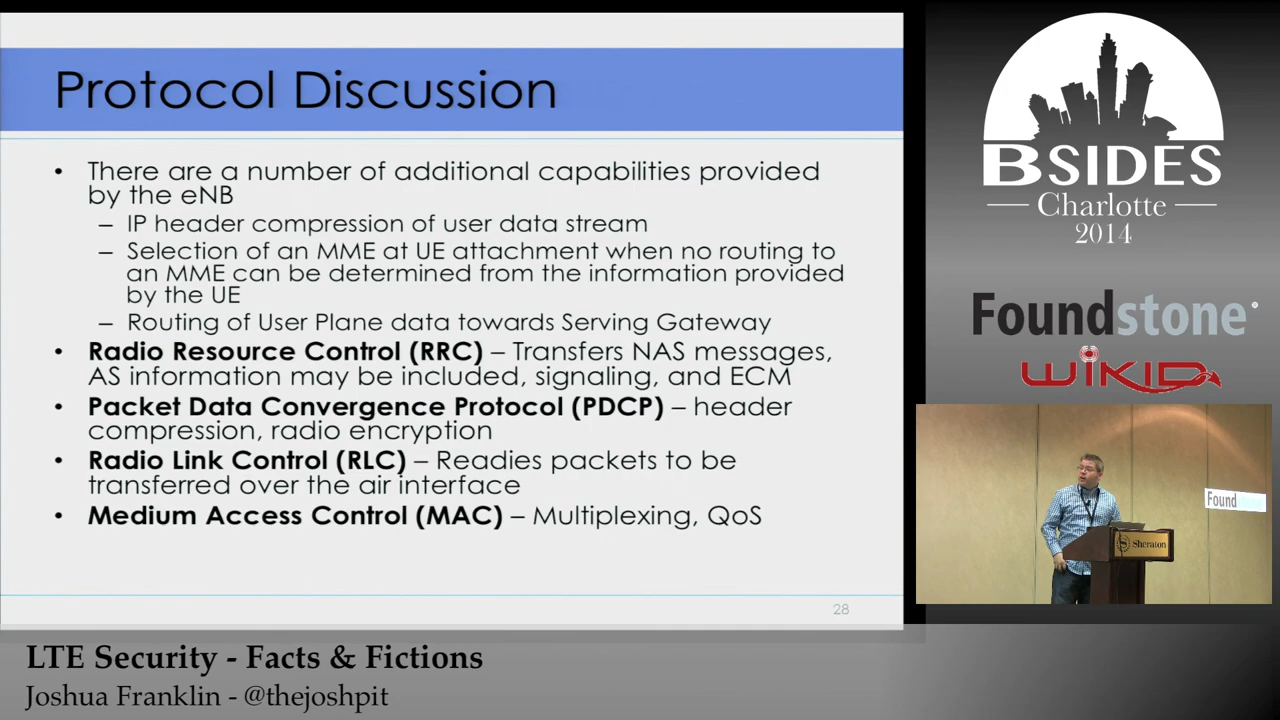 Protocol Discussion
• There are a number of additional capabilities provided
by the eNB
– IP header compression of user data stream
– Selection of an MME at UE attachment when no routing to
an MME can be determined from the information provided
by the UE
– Routing of User Plane data towards Serving Gateway
• Radio Resource Control (RRC) – Transfers NAS messages,
AS information may be included, signaling, and ECM
• Packet Data Convergence Protocol (PDCP) – header
compression, radio encryption
• Radio Link Control (RLC) – Readies packets to be
transferred over the air interface
• Medium Access Control (MAC) – Multiplexing, QoS
28
BSIDES
Charlotte
2014
Foundstone
WiKID
Found
Sheraton
LTE Security - Facts & Fictions
Joshua Franklin - @thejoshpit